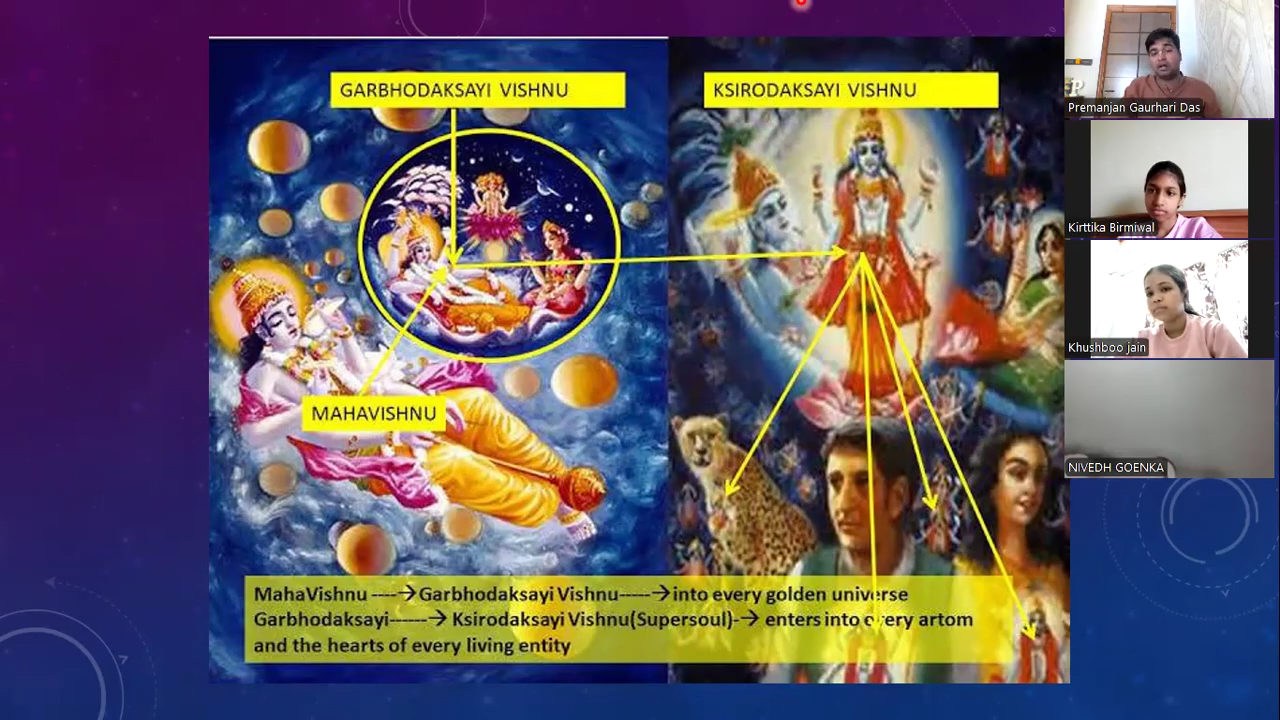 GARBHODAKSAYI VISHNU
KSIRODAKSAYI VISHNU
MAHAVISHNU
MahaVishnu ----→Garbhodaksayi Vishnu-----→into every golden universe
Garbhodaksayi------→ Ksirodaksayi Vishnu(Supersoul)-→ enters into every artom
and the hearts of every living entity
Premanjan Gaurhari Das
Kirttika Birmiwal
Khushboo jain
NIVEDH GOENKA